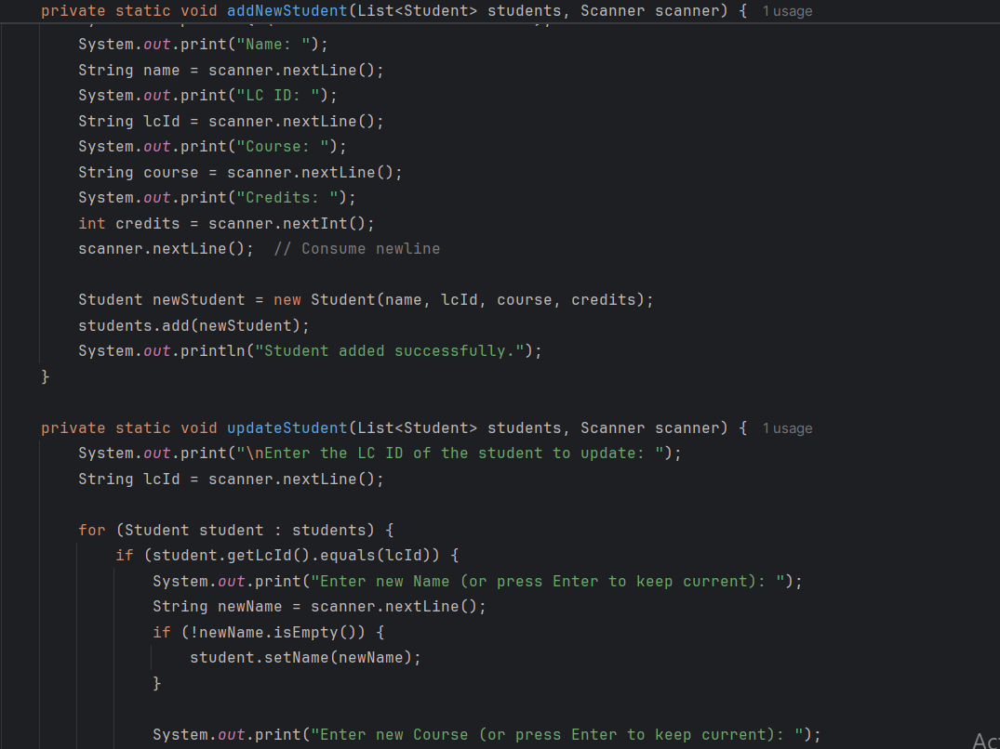 private static void addNewStudent(List<Student> students, Scanner scanner) {  1 usage
System.out.print("Name: ");
String name = scanner.nextLine();
System.out.print("LC ID: ");
String lcId = scanner.nextLine();
System.out.print("Course: ");
String course = scanner.nextLine();
System.out.print("Credits: ");
int credits = scanner.nextInt();
scanner.nextLine();  // Consume newline
Student newStudent = new Student(name, lcId, course, credits);
students.add(newStudent);
System.out.println("Student added successfully.");
}
private static void updateStudent(List<Student> students, Scanner scanner) {  1 usage
System.out.print("\nEnter the LC ID of the student to update: ");
String lcId = scanner.nextLine();
for (Student student : students) {
if (student.getLcId().equals(lcId)) {
System.out.print("Enter new Name (or press Enter to keep current): ");
String newName = scanner.nextLine();
if (!newName.isEmpty()) {
student.setName(newName);
}
System.out.print("Enter new Course (or press Enter to keep current): ");